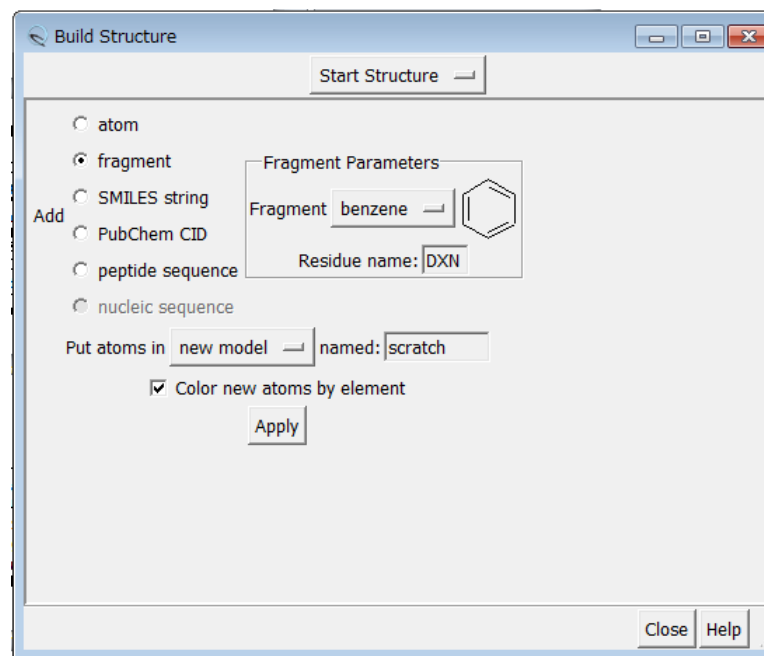 Build Structure
Start Structure
atom
fragment
SMILES string
Add
PubChem CID
peptide sequence
nucleic sequence
Fragment Parameters
Fragment benzene
Residue name: DXN
Put atoms in new model named: scratch
Color new atoms by element
Apply
Close Help